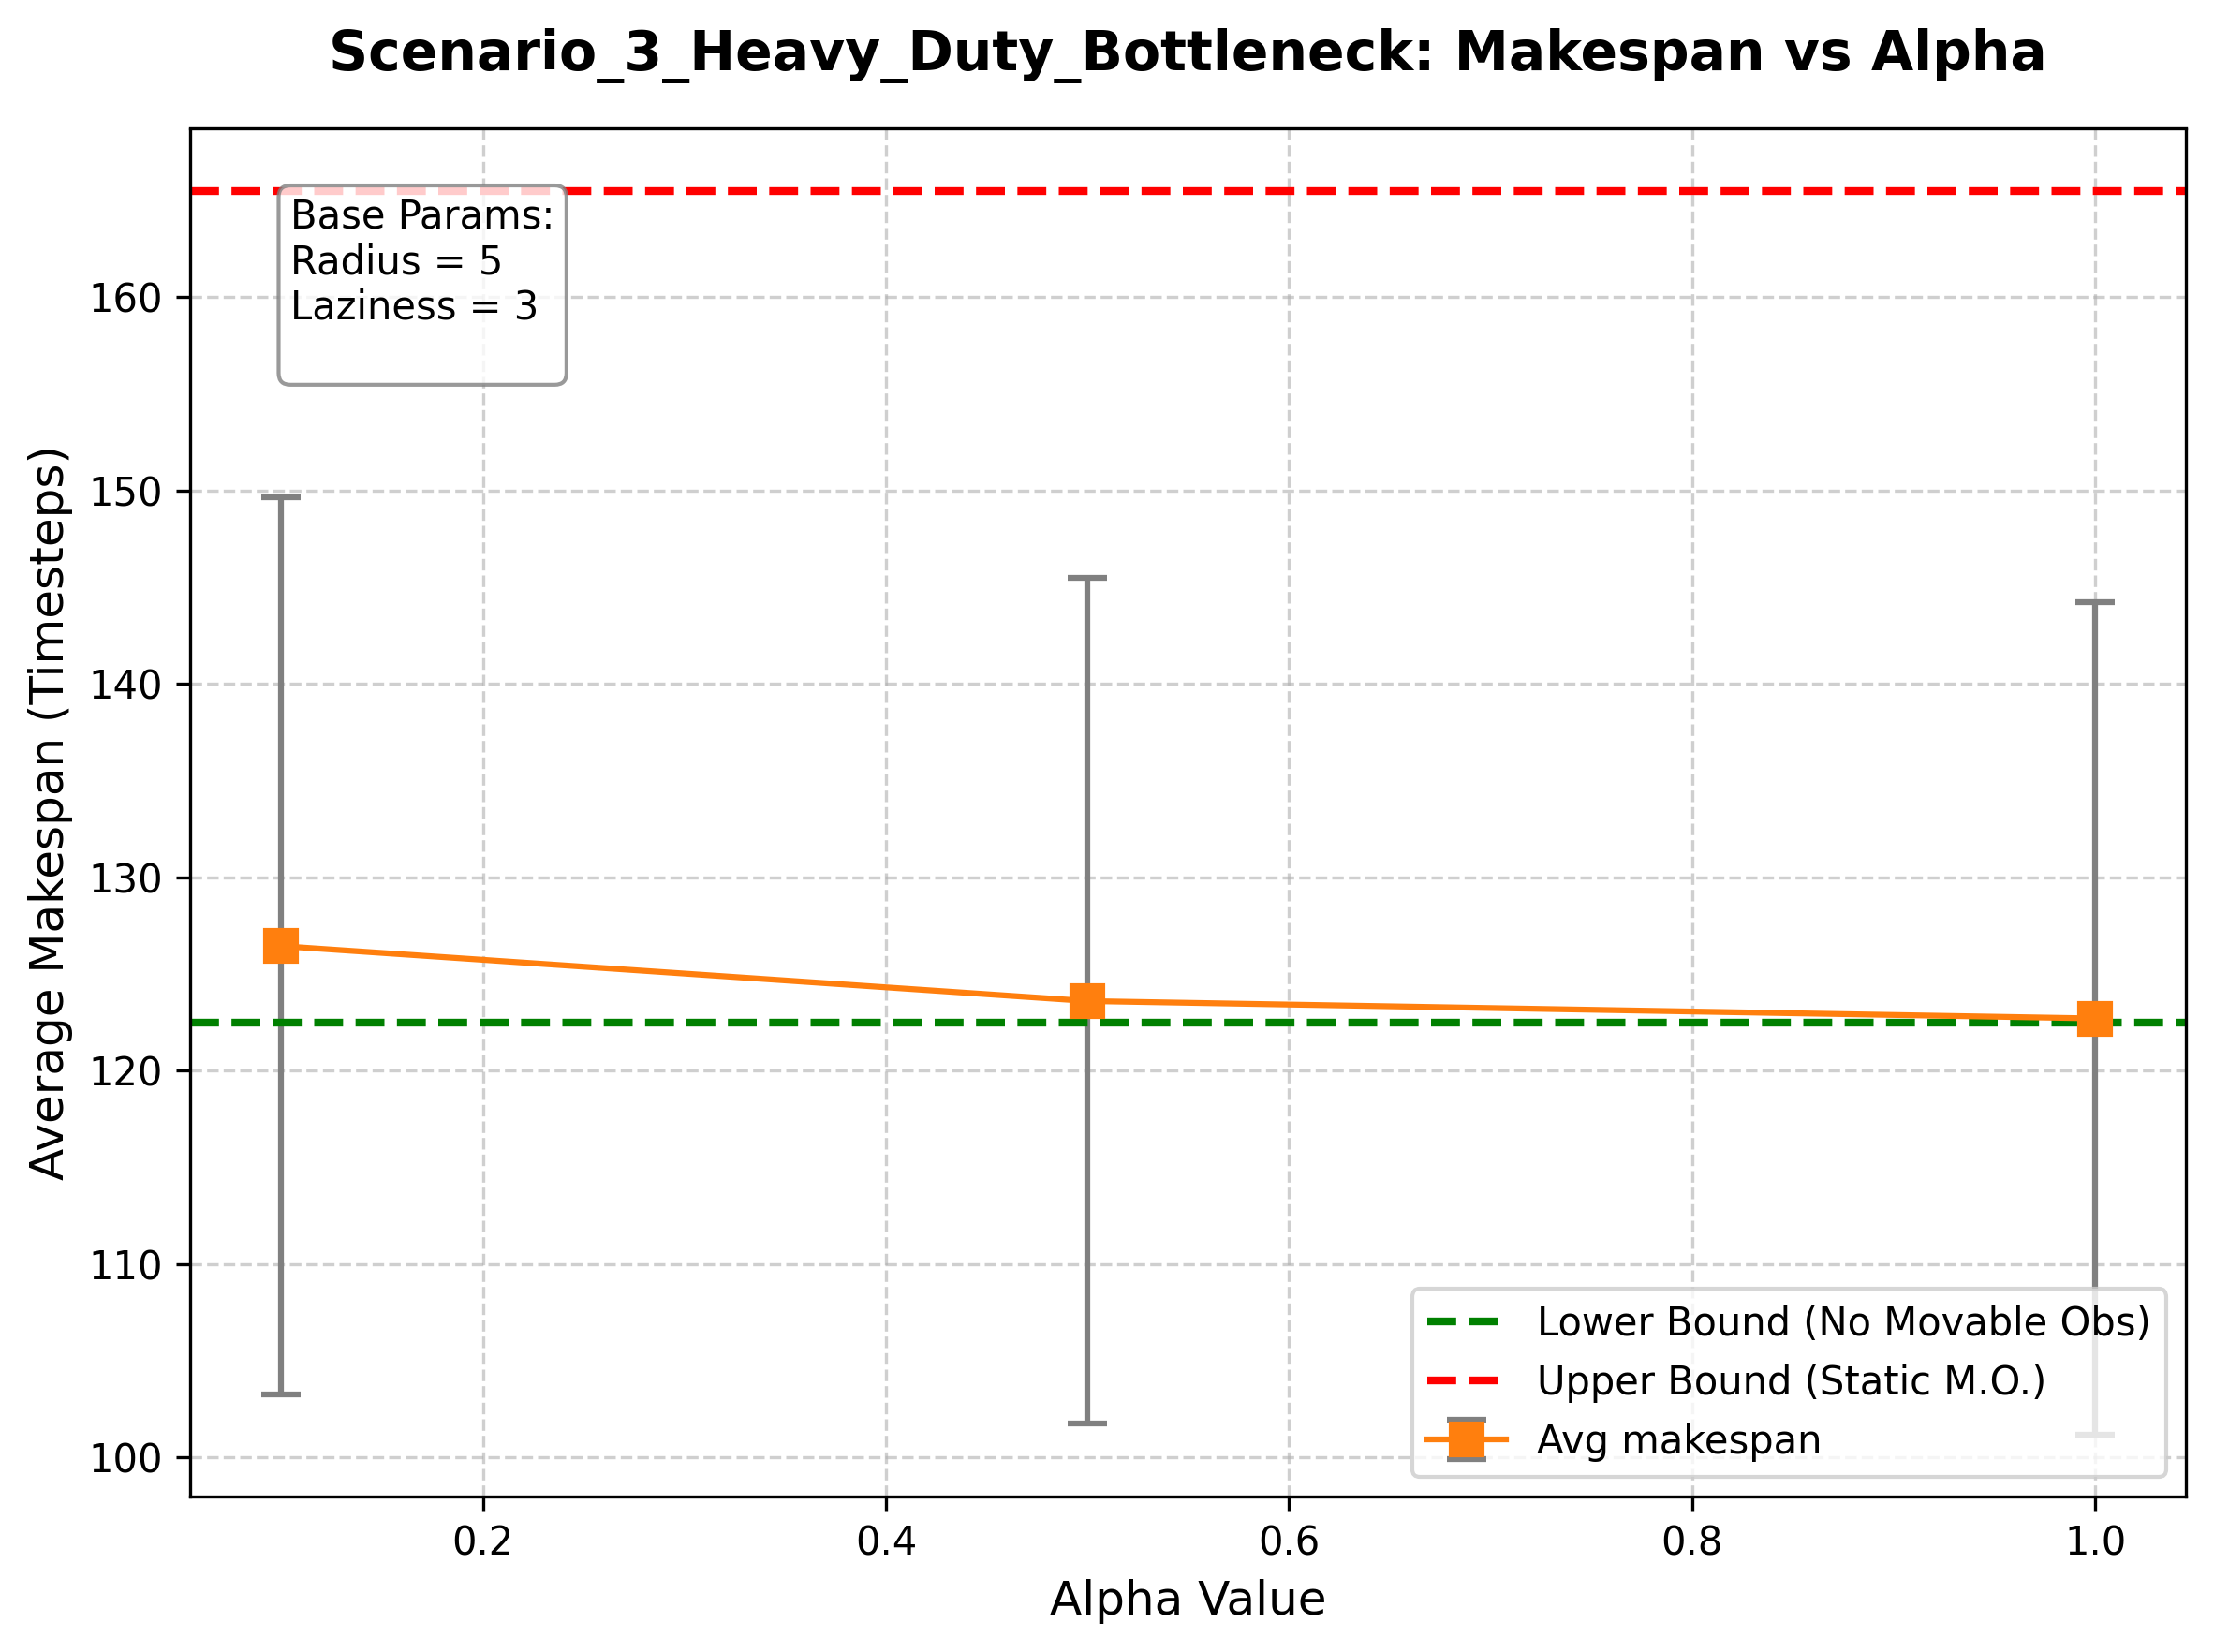 Scenario_3_Heavy_Duty_Bottleneck: Makespan vs Alpha
Average Makespan (Timesteps)
160
150
140
130
120
110
100
Base Params:
Radius = 5
Laziness = 3
Lower Bound (No Movable Obs)
Upper Bound (Static M.O.)
Avg makespan
0.2 0.4 0.6 0.8 1.0
Alpha Value